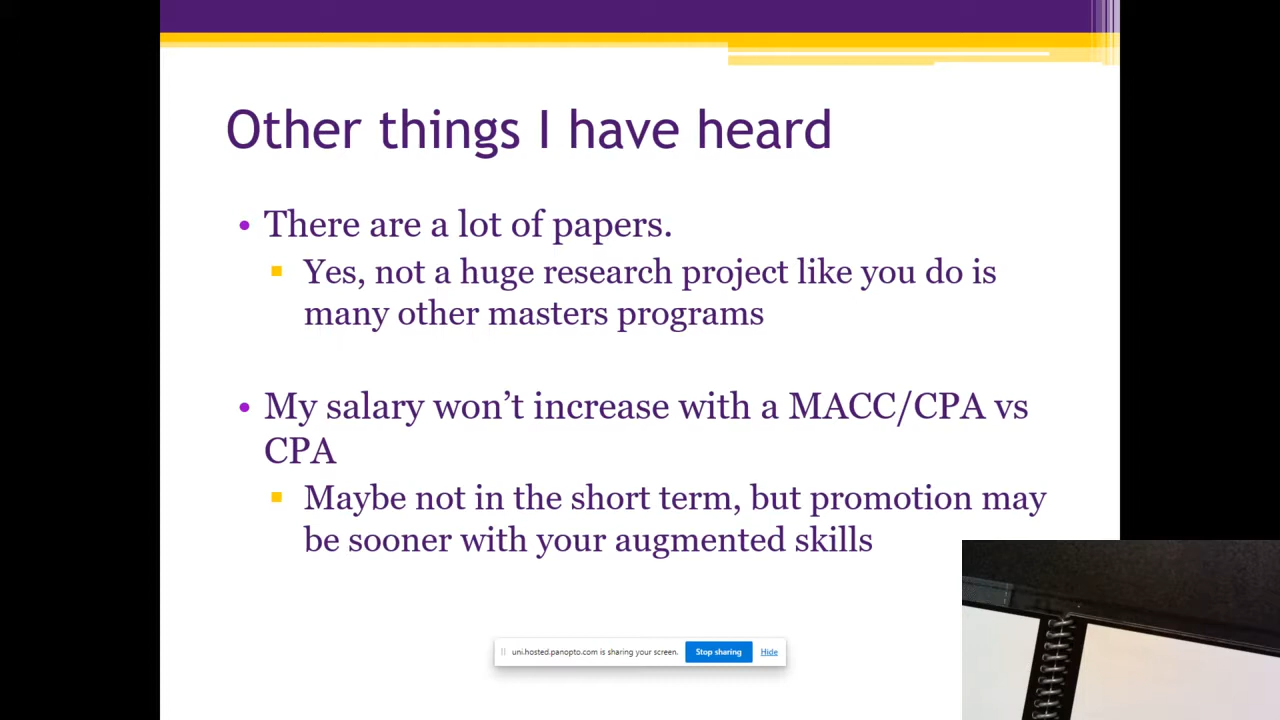 Other things I have heard
• There are a lot of papers.
▪ Yes, not a huge research project like you do is
many other masters programs
• My salary won’t increase with a MACC/CPA vs
CPA
▪ Maybe not in the short term, but promotion may
be sooner with your augmented skills
uni.hosted.panopto.com is sharing your screen. Stop sharing Hide